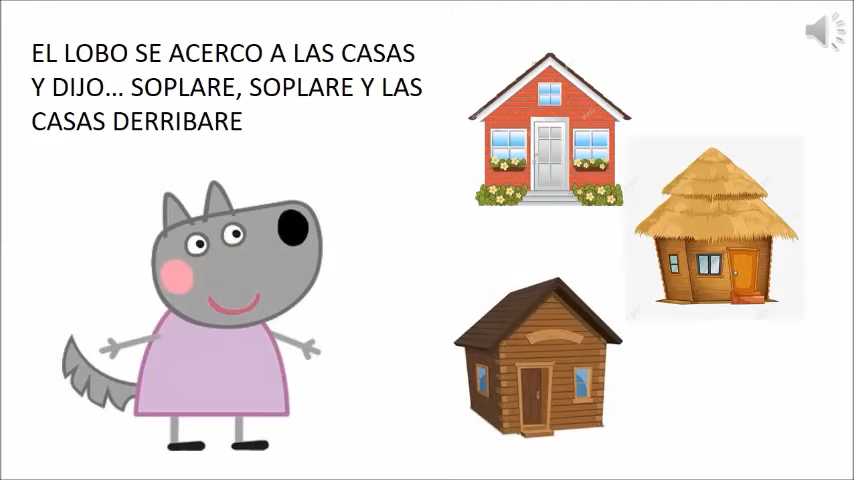 EL LOBO SE ACERCO A LAS CASAS
Y DIJO... SOPLARE, SOPLARE Y LAS
CASAS DERRIBARE